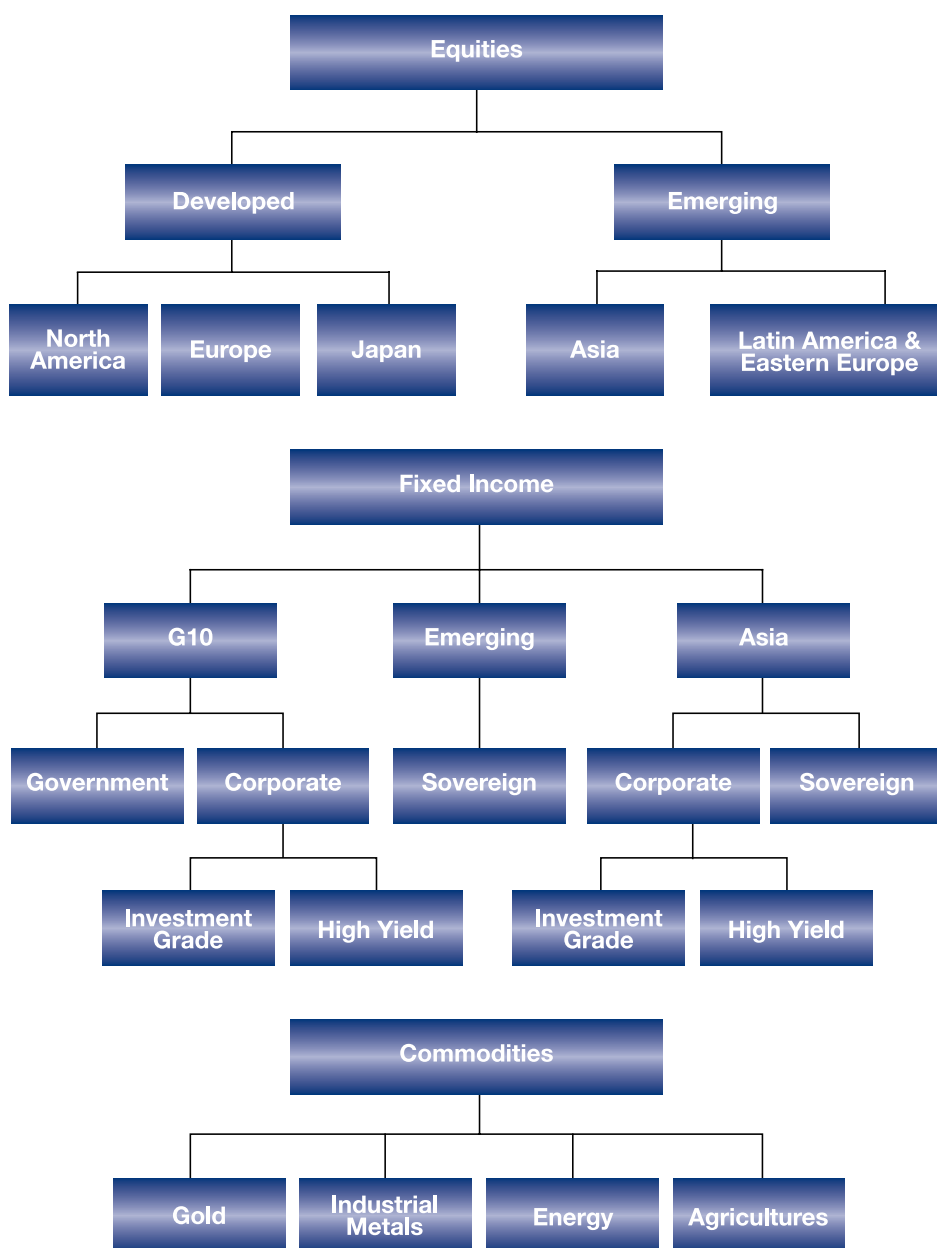 Equities
Developed
Emerging
North
America
Europe
Japan
Asia
Latin America &
Eastern Europe
Fixed Income
G10
Emerging
Asia
Government
Corporate
Sovereign
Corporate
Sovereign
Investment
Grade
High Yield
Investment
Grade
High Yield
Commodities
Gold
Industrial
Metals
Energy
Agricultures